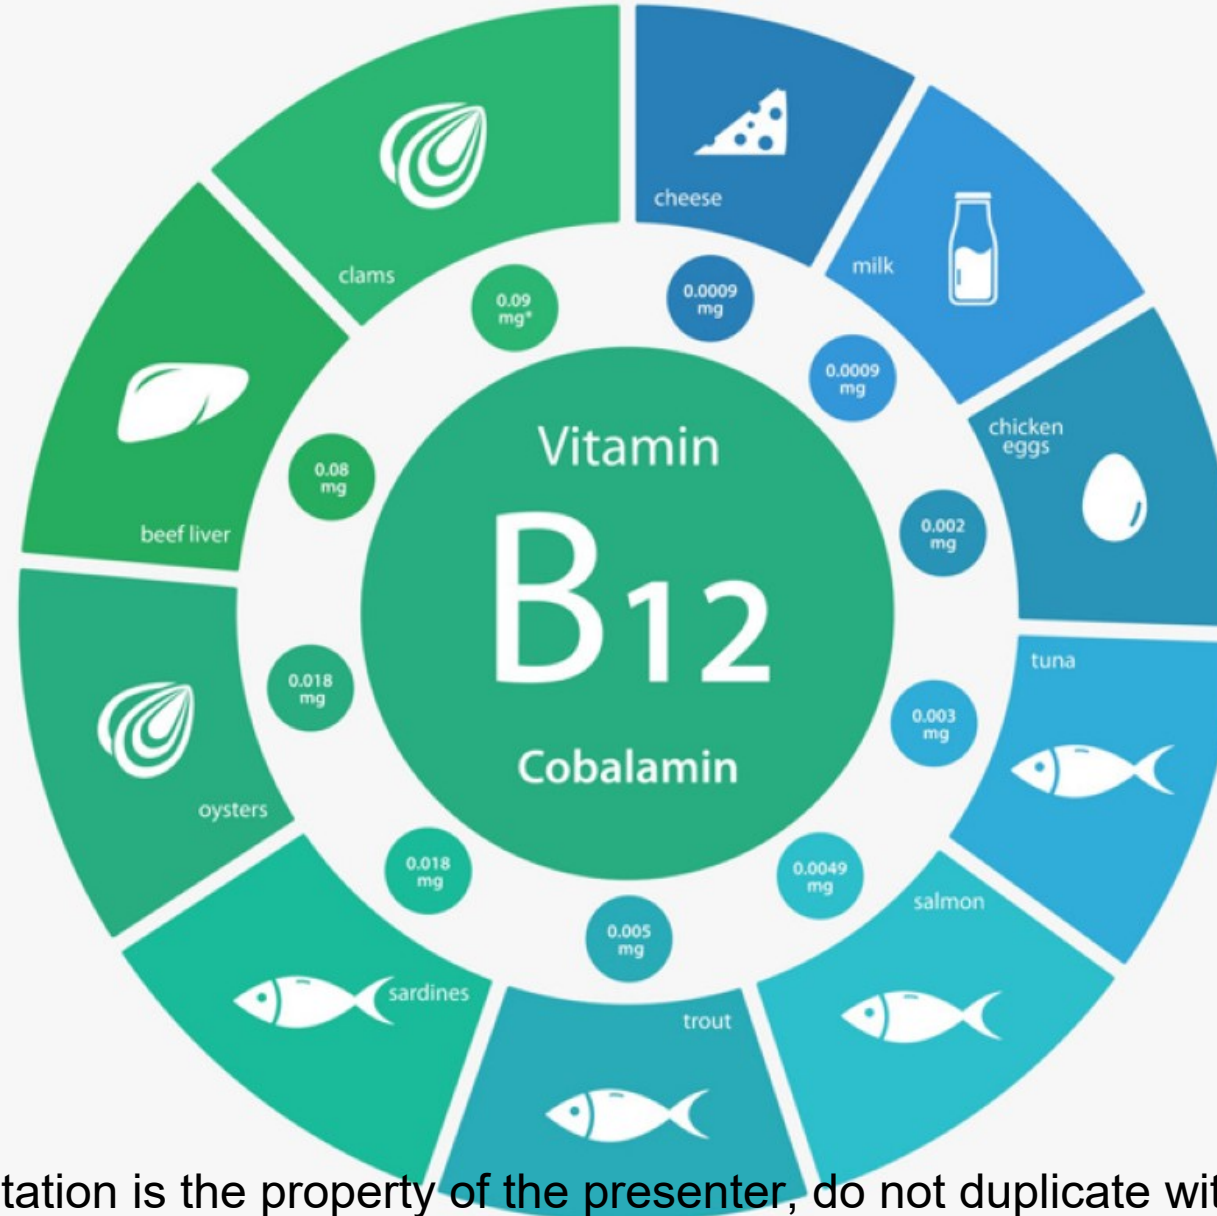 cheese
milk
clams
0.09
mg*
0.0009
mg
0.0009
mg
chicken
eggs
Vitamin
B12
Cobalamin
0.08
mg
beef liver
0.002
mg
tuna
0.018
mg
0.003
mg
oysters
0.018
mg
0.0049
mg
salmon
0.005
mg
sardines
trout
tation is the property of the presenter, do not duplicate wit